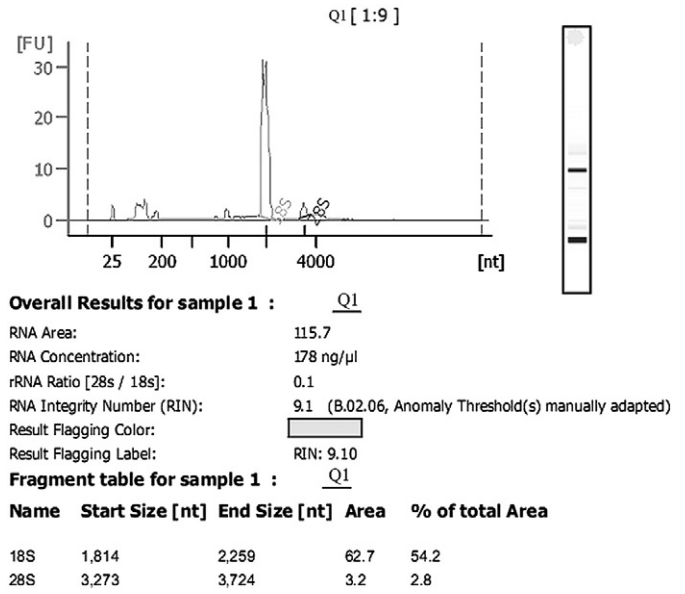 Q1 [ 1:9 ]
[FU]
30
20
10
0
18S
28S
25 200 1000 4000 [nt]
Overall Results for sample 1 : Q1
RNA Area: 115.7
RNA Concentration: 178 ng/µl
rRNA Ratio [28s / 18s]: 0.1
RNA Integrity Number (RIN): 9.1 (B.02.06, Anomaly Threshold(s) manually adapted)
Result Flagging Color:
Result Flagging Label: RIN: 9.10
Fragment table for sample 1 : Q1
Name Start Size [nt] End Size [nt] Area % of total Area
18S 1,814 2,259 62.7 54.2
28S 3,273 3,724 3.2 2.8